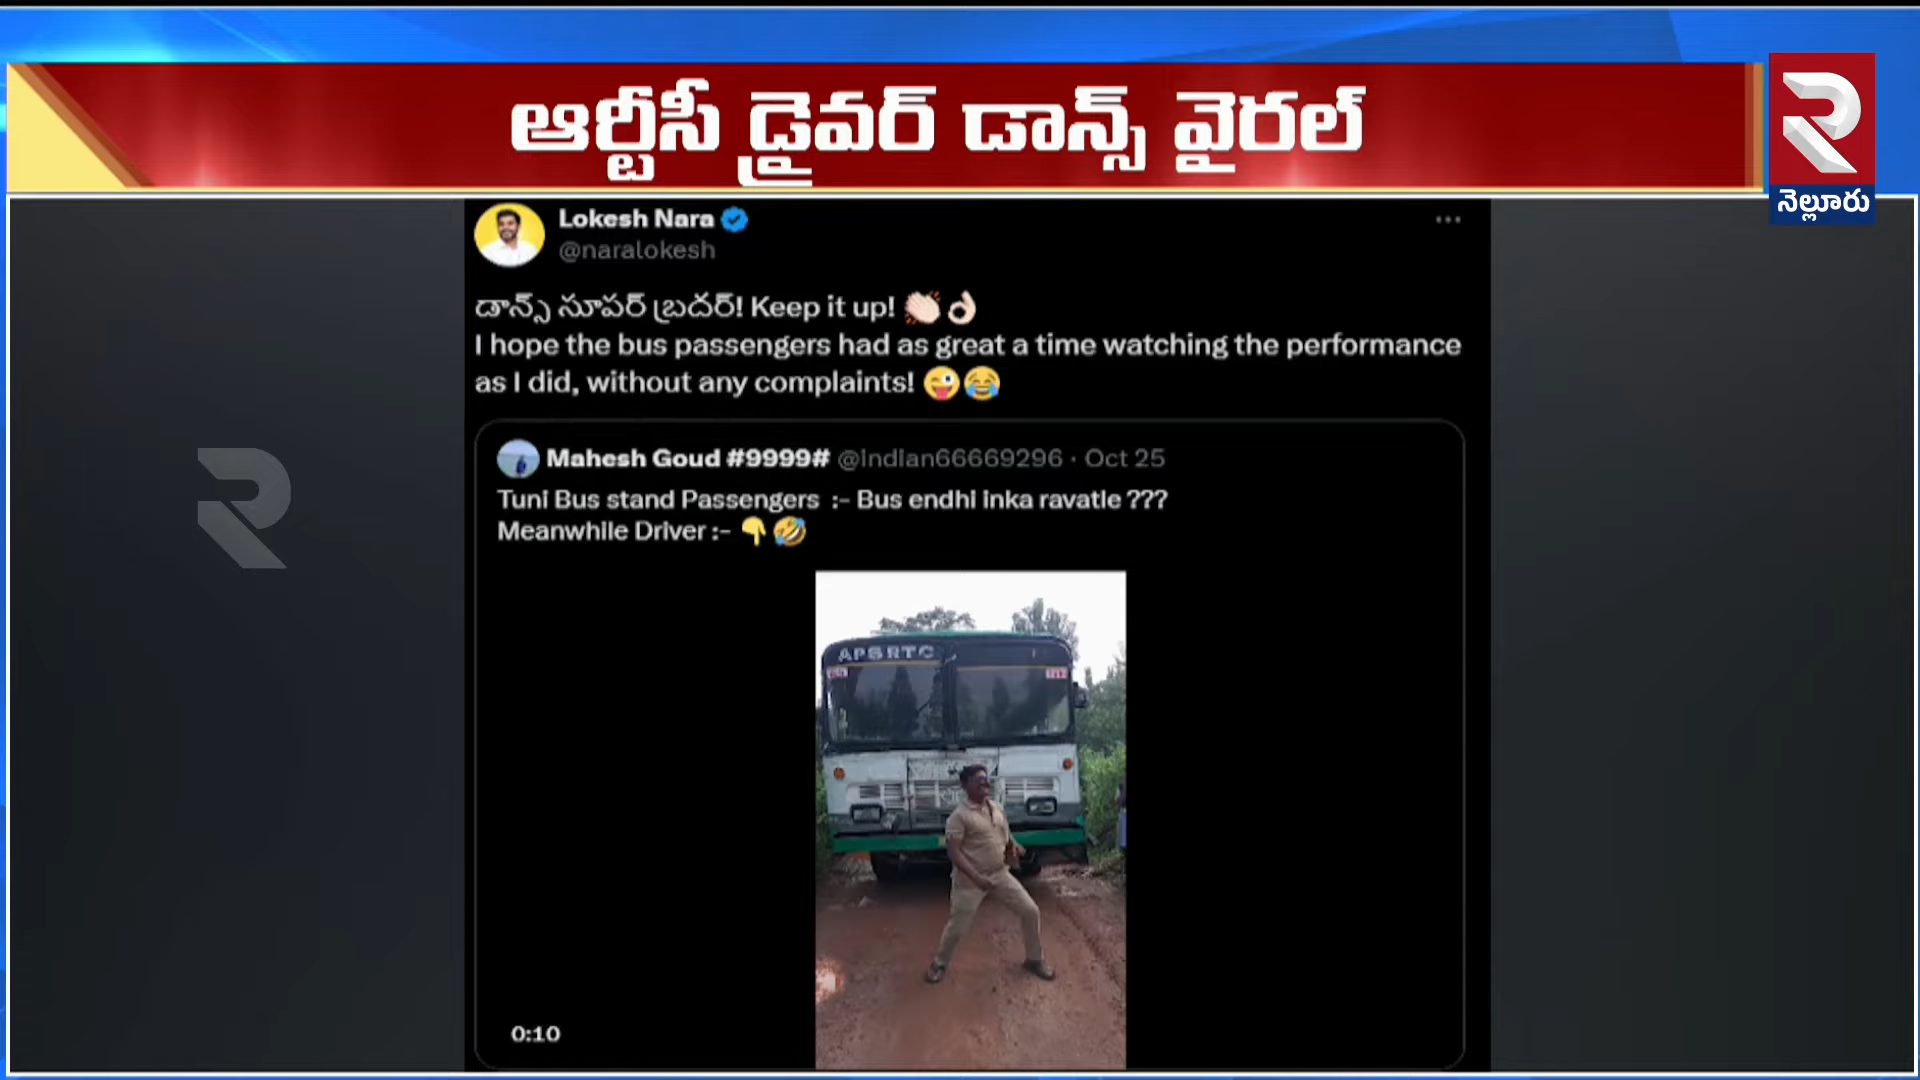 ఆర్టీసీ డ్రైవర్ డాన్స్ వైరల్
R
నెల్లూరు
Lokesh Nara
@naralokesh
డాన్స్ సూపర్ బ్రదర్! Keep it up! 👏👌
I hope the bus passengers had as great a time watching the performance
as I did, without any complaints! 😜😂
Mahesh Goud #9999# @Indian66669296 · Oct 25
Tuni Bus stand Passengers :- Bus endhi inka ravatle ???
Meanwhile Driver :- 👇🤣
APSRTC
0:10